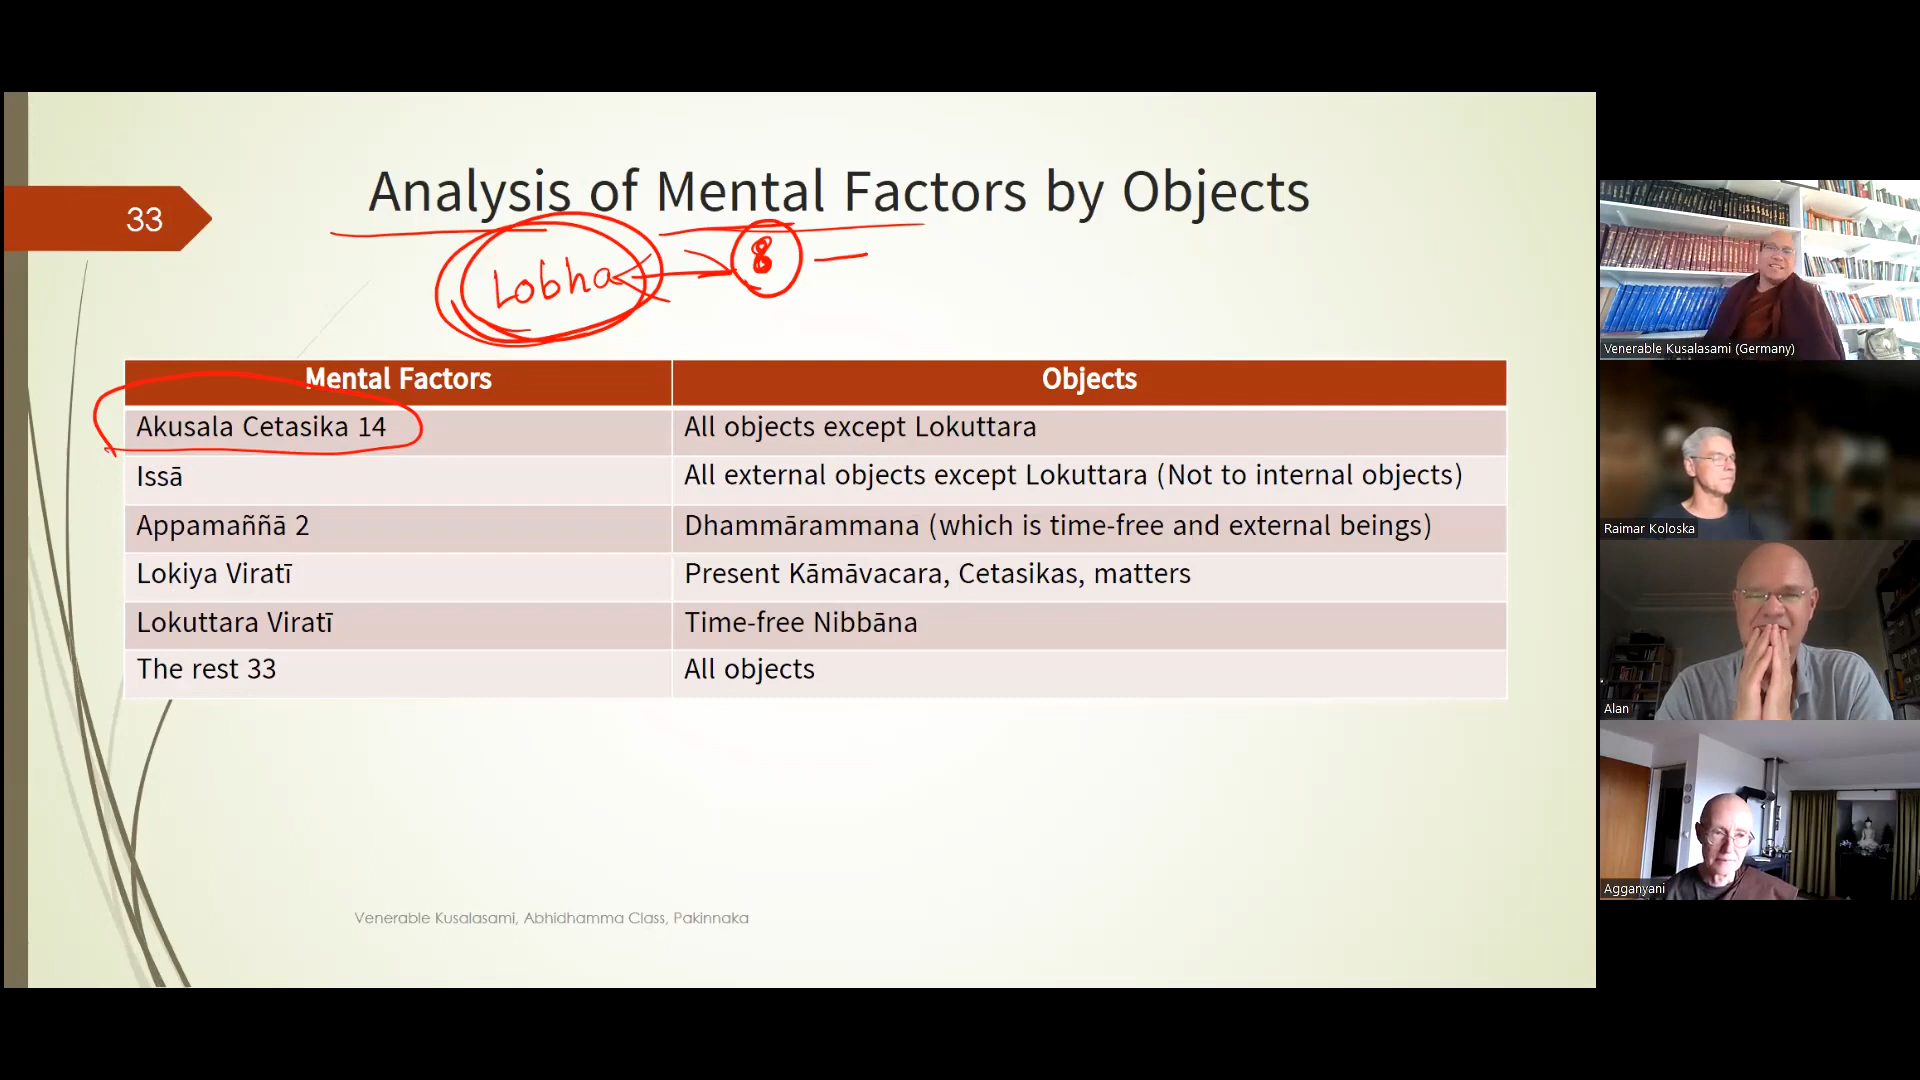 33
Analysis of Mental Factors by Objects
Lobha 8
Mental Factors Objects
Akusala Cetasika 14 All objects except Lokuttara
Issā All external objects except Lokuttara (Not to internal objects)
Appamaññā 2 Dhammārammana (which is time-free and external beings)
Lokiya Viratī Present Kāmāvacara, Cetasikas, matters
Lokuttara Viratī Time-free Nibbāna
The rest 33 All objects
Venerable Kusalasami, Abhidhamma Class, Pakinnaka
Venerable Kusalasami (Germany)
Raimar Koloska
Alan
Agganyani